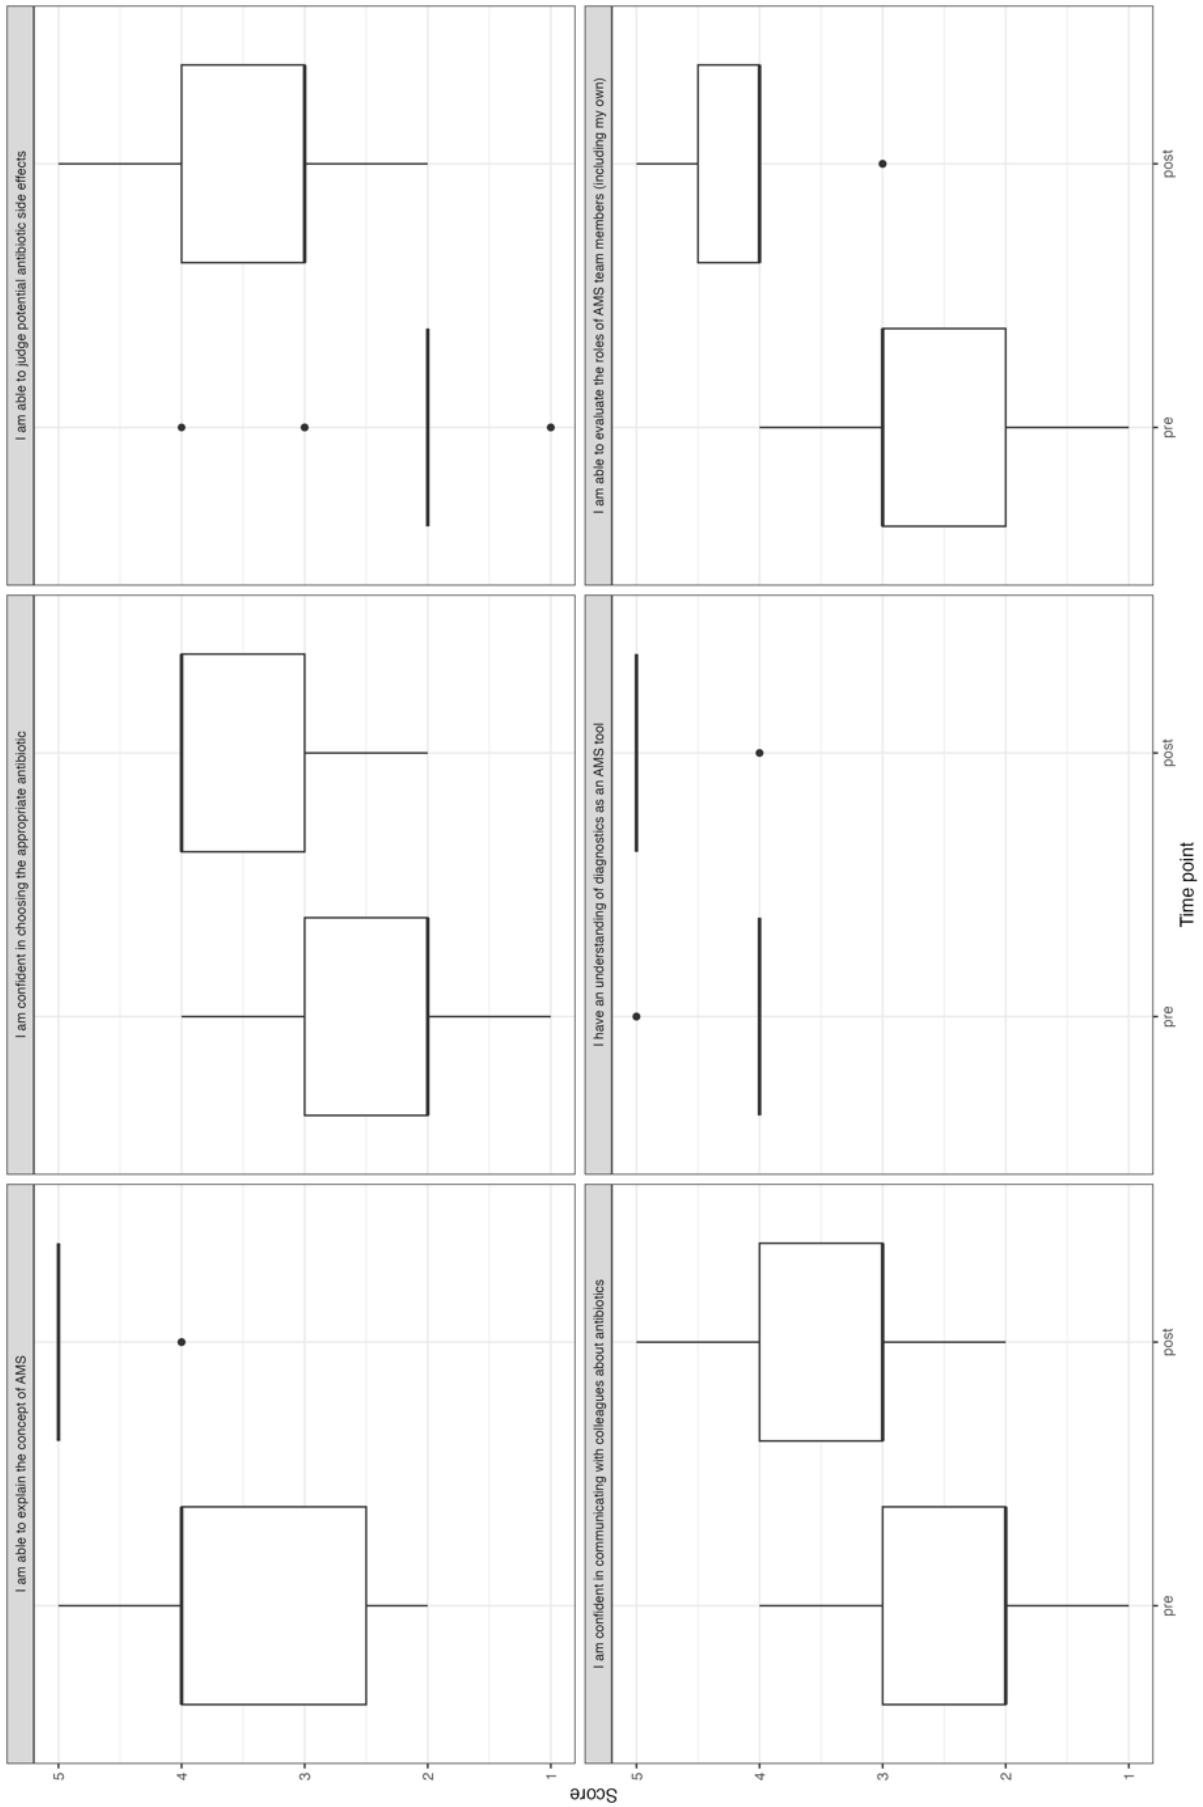 I am able to explain the concept of AMS
I am confident in choosing the appropriate antibiotic
I am able to judge potential antibiotic side effects
5
4
3
2
1
Score
I am confident in communicating with colleagues about antibiotics
I have an understanding of diagnostics as an AMS tool
I am able to evaluate the roles of AMS team members (including my own)
5
4
3
2
1
pre
post
pre
post
pre
post
Time point